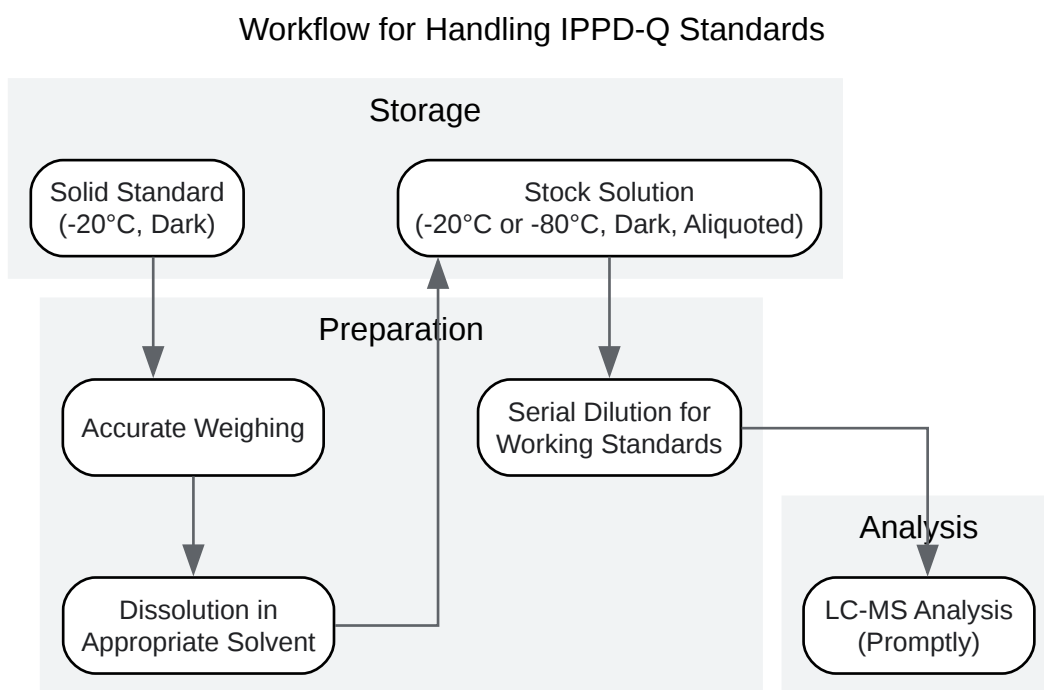 Workflow for Handling IPPD-Q Standards
Storage
Solid Standard
(-20°C, Dark)
Stock Solution
(-20°C or -80°C, Dark, Aliquoted)
Preparation
Accurate Weighing
Serial Dilution for
Working Standards
Analysis
Dissolution in
Appropriate Solvent
LC-MS Analysis
(Promptly)